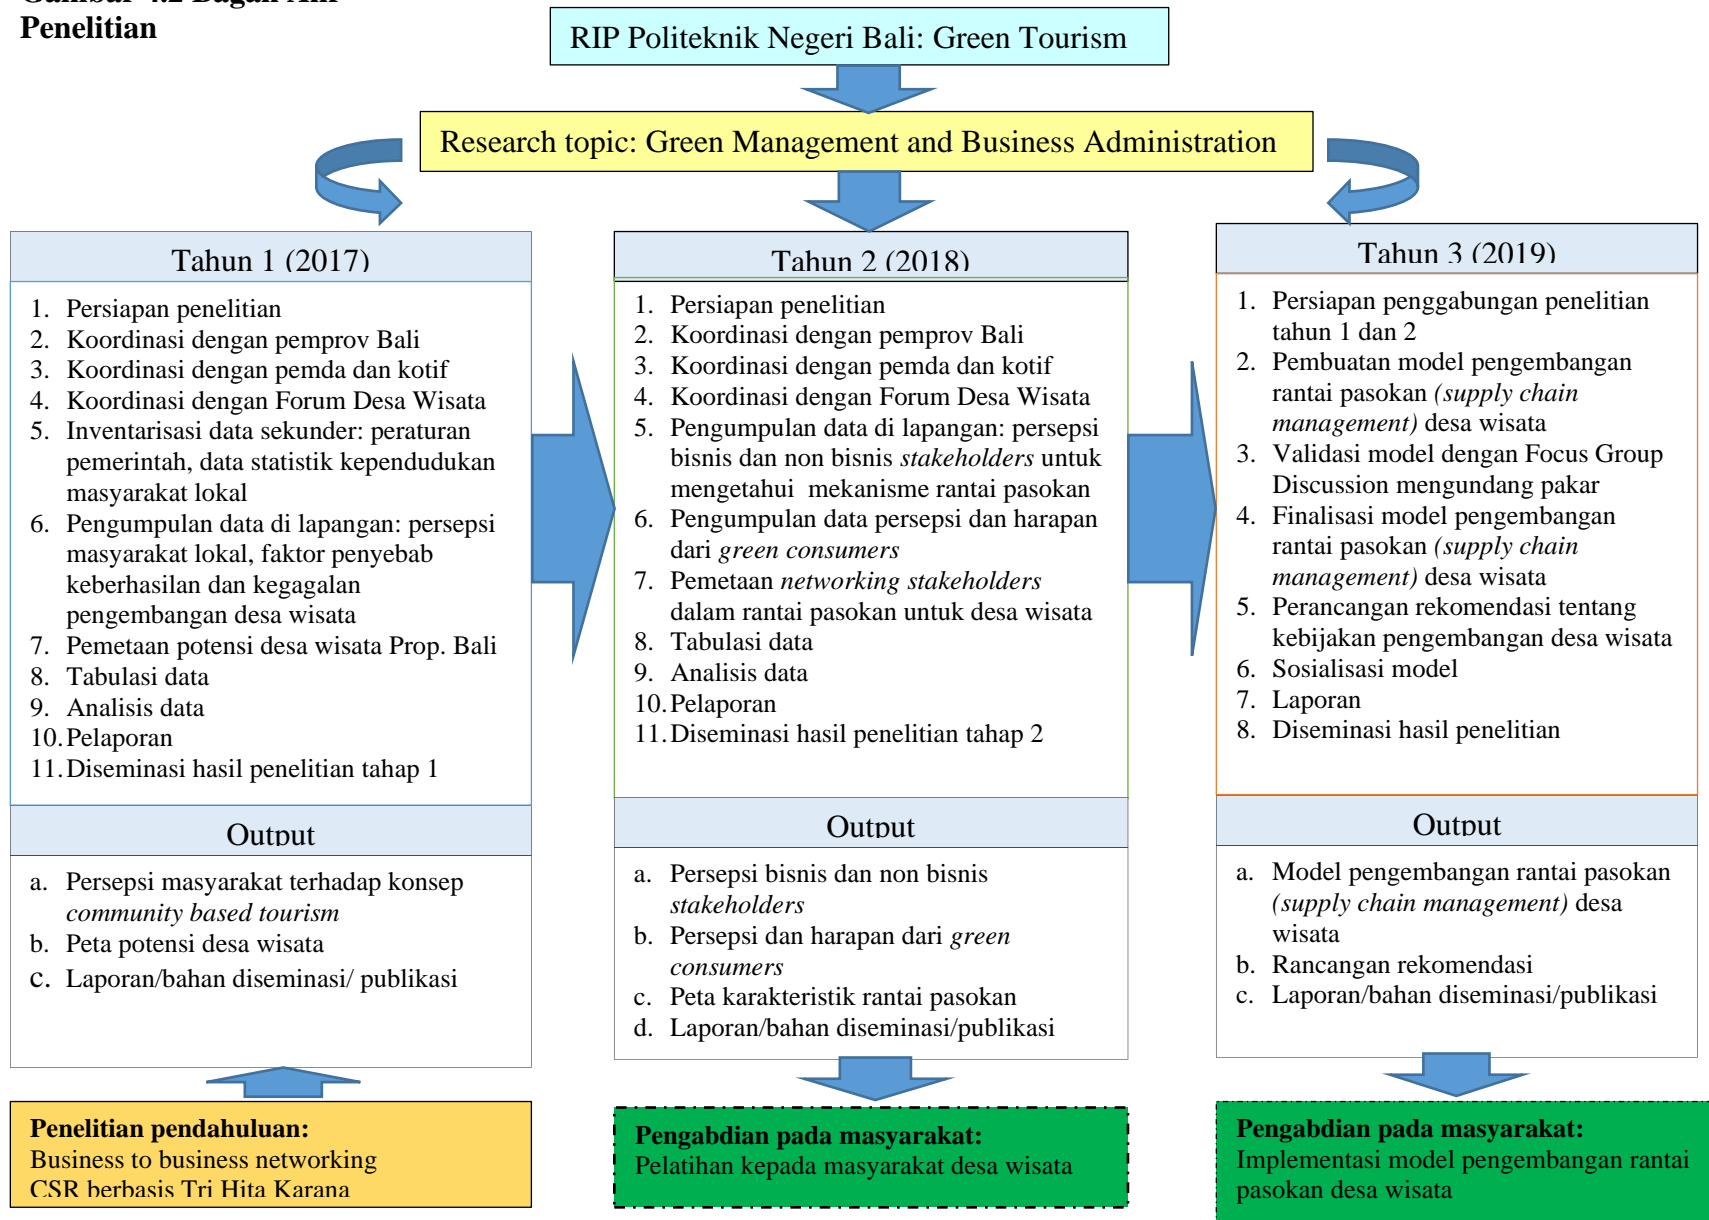 Gambar 4.2 Bagan Alir
Penelitian
RIP Politeknik Negeri Bali: Green Tourism
Research topic: Green Management and Business Administration
Tahun 1 (2017)
1. Persiapan penelitian
2. Koordinasi dengan pemprov Bali
3. Koordinasi dengan pemda dan kotif
4. Koordinasi dengan Forum Desa Wisata
5. Inventarisasi data sekunder: peraturan
pemerintah, data statistik kependudukan
masyarakat lokal
6. Pengumpulan data di lapangan: persepsi
masyarakat lokal, faktor penyebab
keberhasilan dan kegagalan
pengembangan desa wisata
7. Pemetaan potensi desa wisata Prop. Bali
8. Tabulasi data
9. Analisis data
10. Pelaporan
11. Diseminasi hasil penelitian tahap 1
Output
a. Persepsi masyarakat terhadap konsep
community based tourism
b. Peta potensi desa wisata
c. Laporan/bahan diseminasi/ publikasi
Penelitian pendahuluan:
Business to business networking
CSR berbasis Tri Hita Karana
Tahun 2 (2018)
1. Persiapan penelitian
2. Koordinasi dengan pemprov Bali
3. Koordinasi dengan pemda dan kotif
4. Koordinasi dengan Forum Desa Wisata
5. Pengumpulan data di lapangan: persepsi
bisnis dan non bisnis stakeholders untuk
mengetahui mekanisme rantai pasokan
6. Pengumpulan data persepsi dan harapan
dari green consumers
7. Pemetaan networking stakeholders
dalam rantai pasokan untuk desa wisata
8. Tabulasi data
9. Analisis data
10. Pelaporan
11. Diseminasi hasil penelitian tahap 2
Output
a. Persepsi bisnis dan non bisnis
stakeholders
b. Persepsi dan harapan dari green
consumers
c. Peta karakteristik rantai pasokan
d. Laporan/bahan diseminasi/publikasi
Pengabdian pada masyarakat:
Pelatihan kepada masyarakat desa wisata
Tahun 3 (2019)
1. Persiapan penggabungan penelitian
tahun 1 dan 2
2. Pembuatan model pengembangan
rantai pasokan (supply chain
management) desa wisata
3. Validasi model dengan Focus Group
Discussion mengundang pakar
4. Finalisasi model pengembangan
rantai pasokan (supply chain
management) desa wisata
5. Perancangan rekomendasi tentang
kebijakan pengembangan desa wisata
6. Sosialisasi model
7. Laporan
8. Diseminasi hasil penelitian
Output
a. Model pengembangan rantai pasokan
(supply chain management) desa
wisata
b. Rancangan rekomendasi
c. Laporan/bahan diseminasi/publikasi
Pengabdian pada masyarakat:
Implementasi model pengembangan rantai
pasokan desa wisata